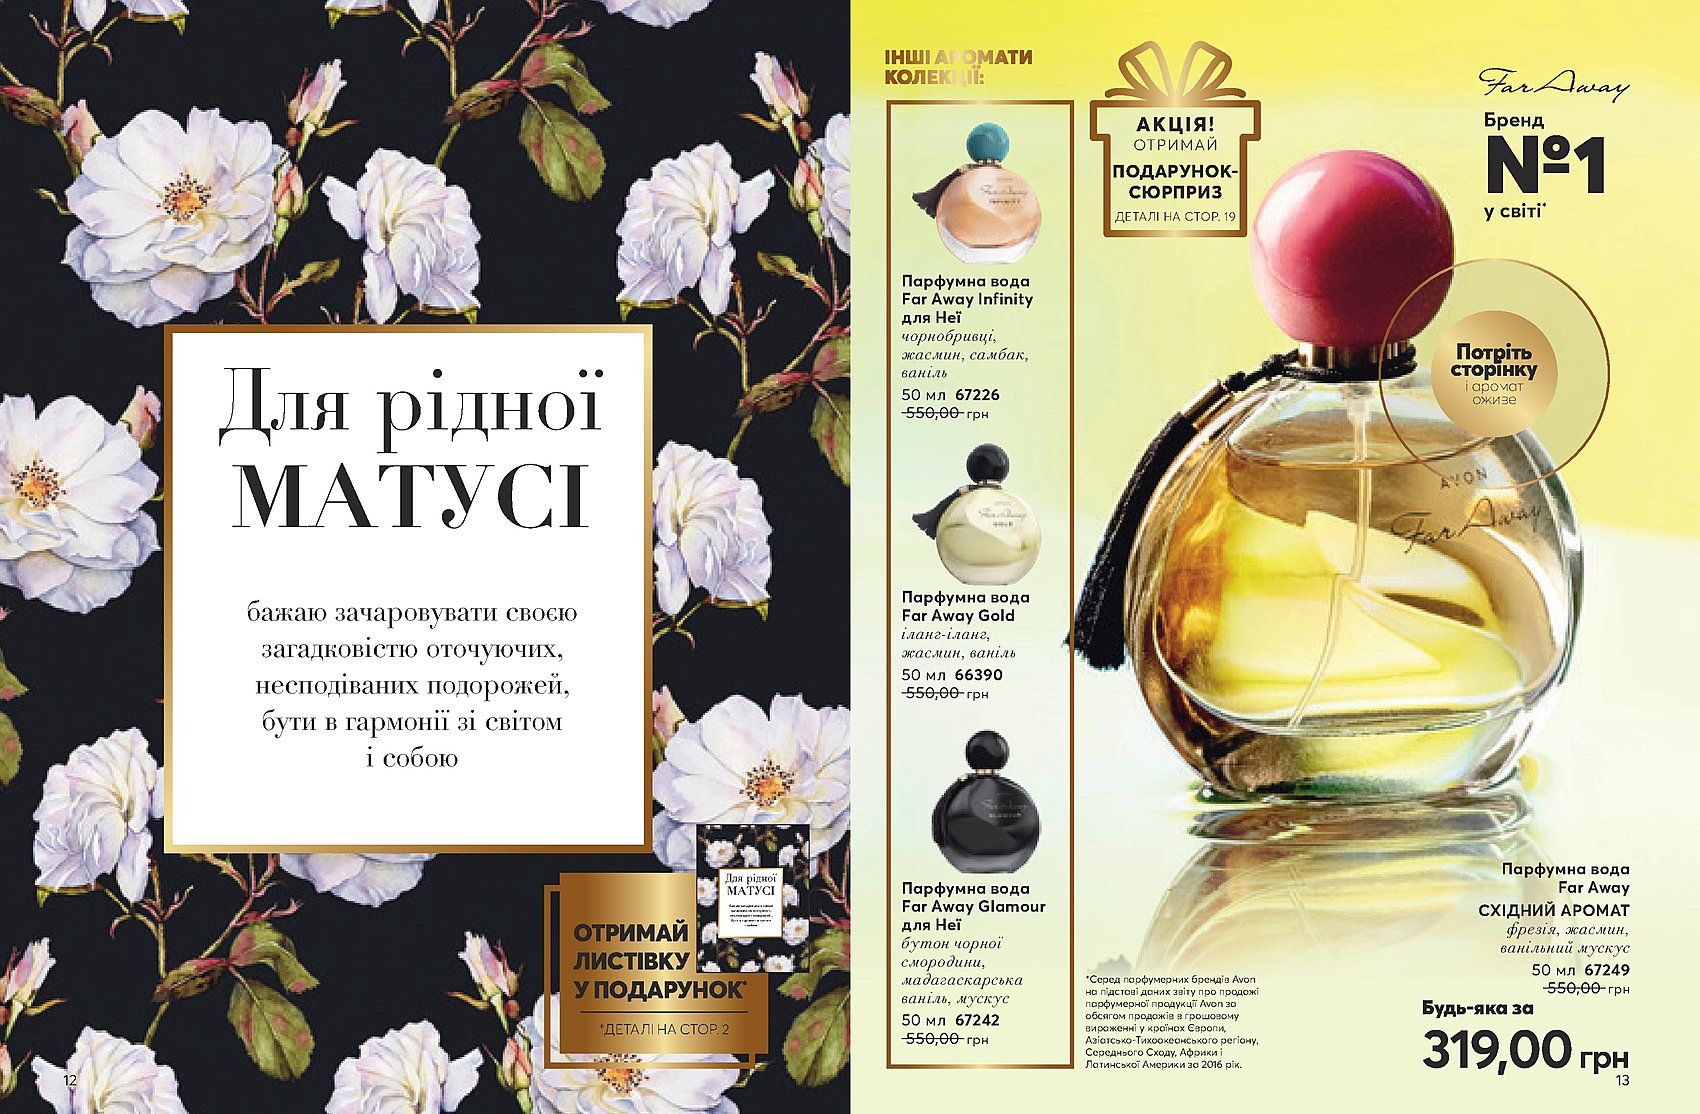 Для рідної
МАТУСІ
бажаю зачаровувати своєю
загадковістю оточуючих,
несподіваних подорожей,
бути в гармонії зі світом
і собою
Для рідної
МАТУСІ
ОТРИМАЙ
ЛИСТІВКУ
У ПОДАРУНОК*
*ДЕТАЛІ НА СТОР. 2
12
ІНШІ АРОМАТИ
КОЛЕКЦІЇ:
Парфумна вода
Far Away Infinity
для Неї
чорнобривці,
жасмин, самбак,
ваніль
50 мл 67226
550,00 грн
Парфумна вода
Far Away Gold
іланг-іланг,
жасмин, ваніль
50 мл 66390
550,00 грн
Парфумна вода
Far Away Glamour
для Неї
бутон чорної
смородини,
мадагаскарська
ваніль, мускус
50 мл 67242
550,00 грн
АКЦІЯ!
ОТРИМАЙ
ПОДАРУНОК-
СЮРПРИЗ
ДЕТАЛІ НА СТОР. 19
Far Away
Бренд
№1
у світі*
Потріть
сторінку
і аромат
оживе
AVON
Far Away
*Серед парфумерних брендів Avon
на підставі даних звіту про продажі
парфумерної продукції Avon за
обсягом продажів в грошовому
вираженні у країнах Європи,
Азіатсько-Тихоокеанського регіону,
Середнього Сходу, Африки і
Латинської Америки за 2016 рік.
Парфумна вода
Far Away
СХІДНИЙ АРОМАТ
фрезія, жасмин,
ванільний мускус
50 мл 67249
550,00 грн
Будь-яка за
319,00 грн
13